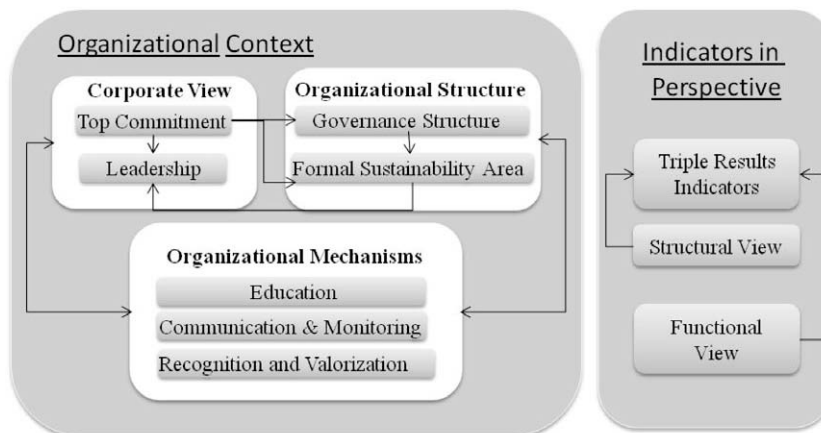 Organizational Context
Corporate View
Top Commitment
Leadership
Organizational Structure
Governance Structure
Formal Sustainability Area
Organizational Mechanisms
Education
Communication & Monitoring
Recognition and Valorization
Indicators in
Perspective
Triple Results
Indicators
Structural View
Functional
View